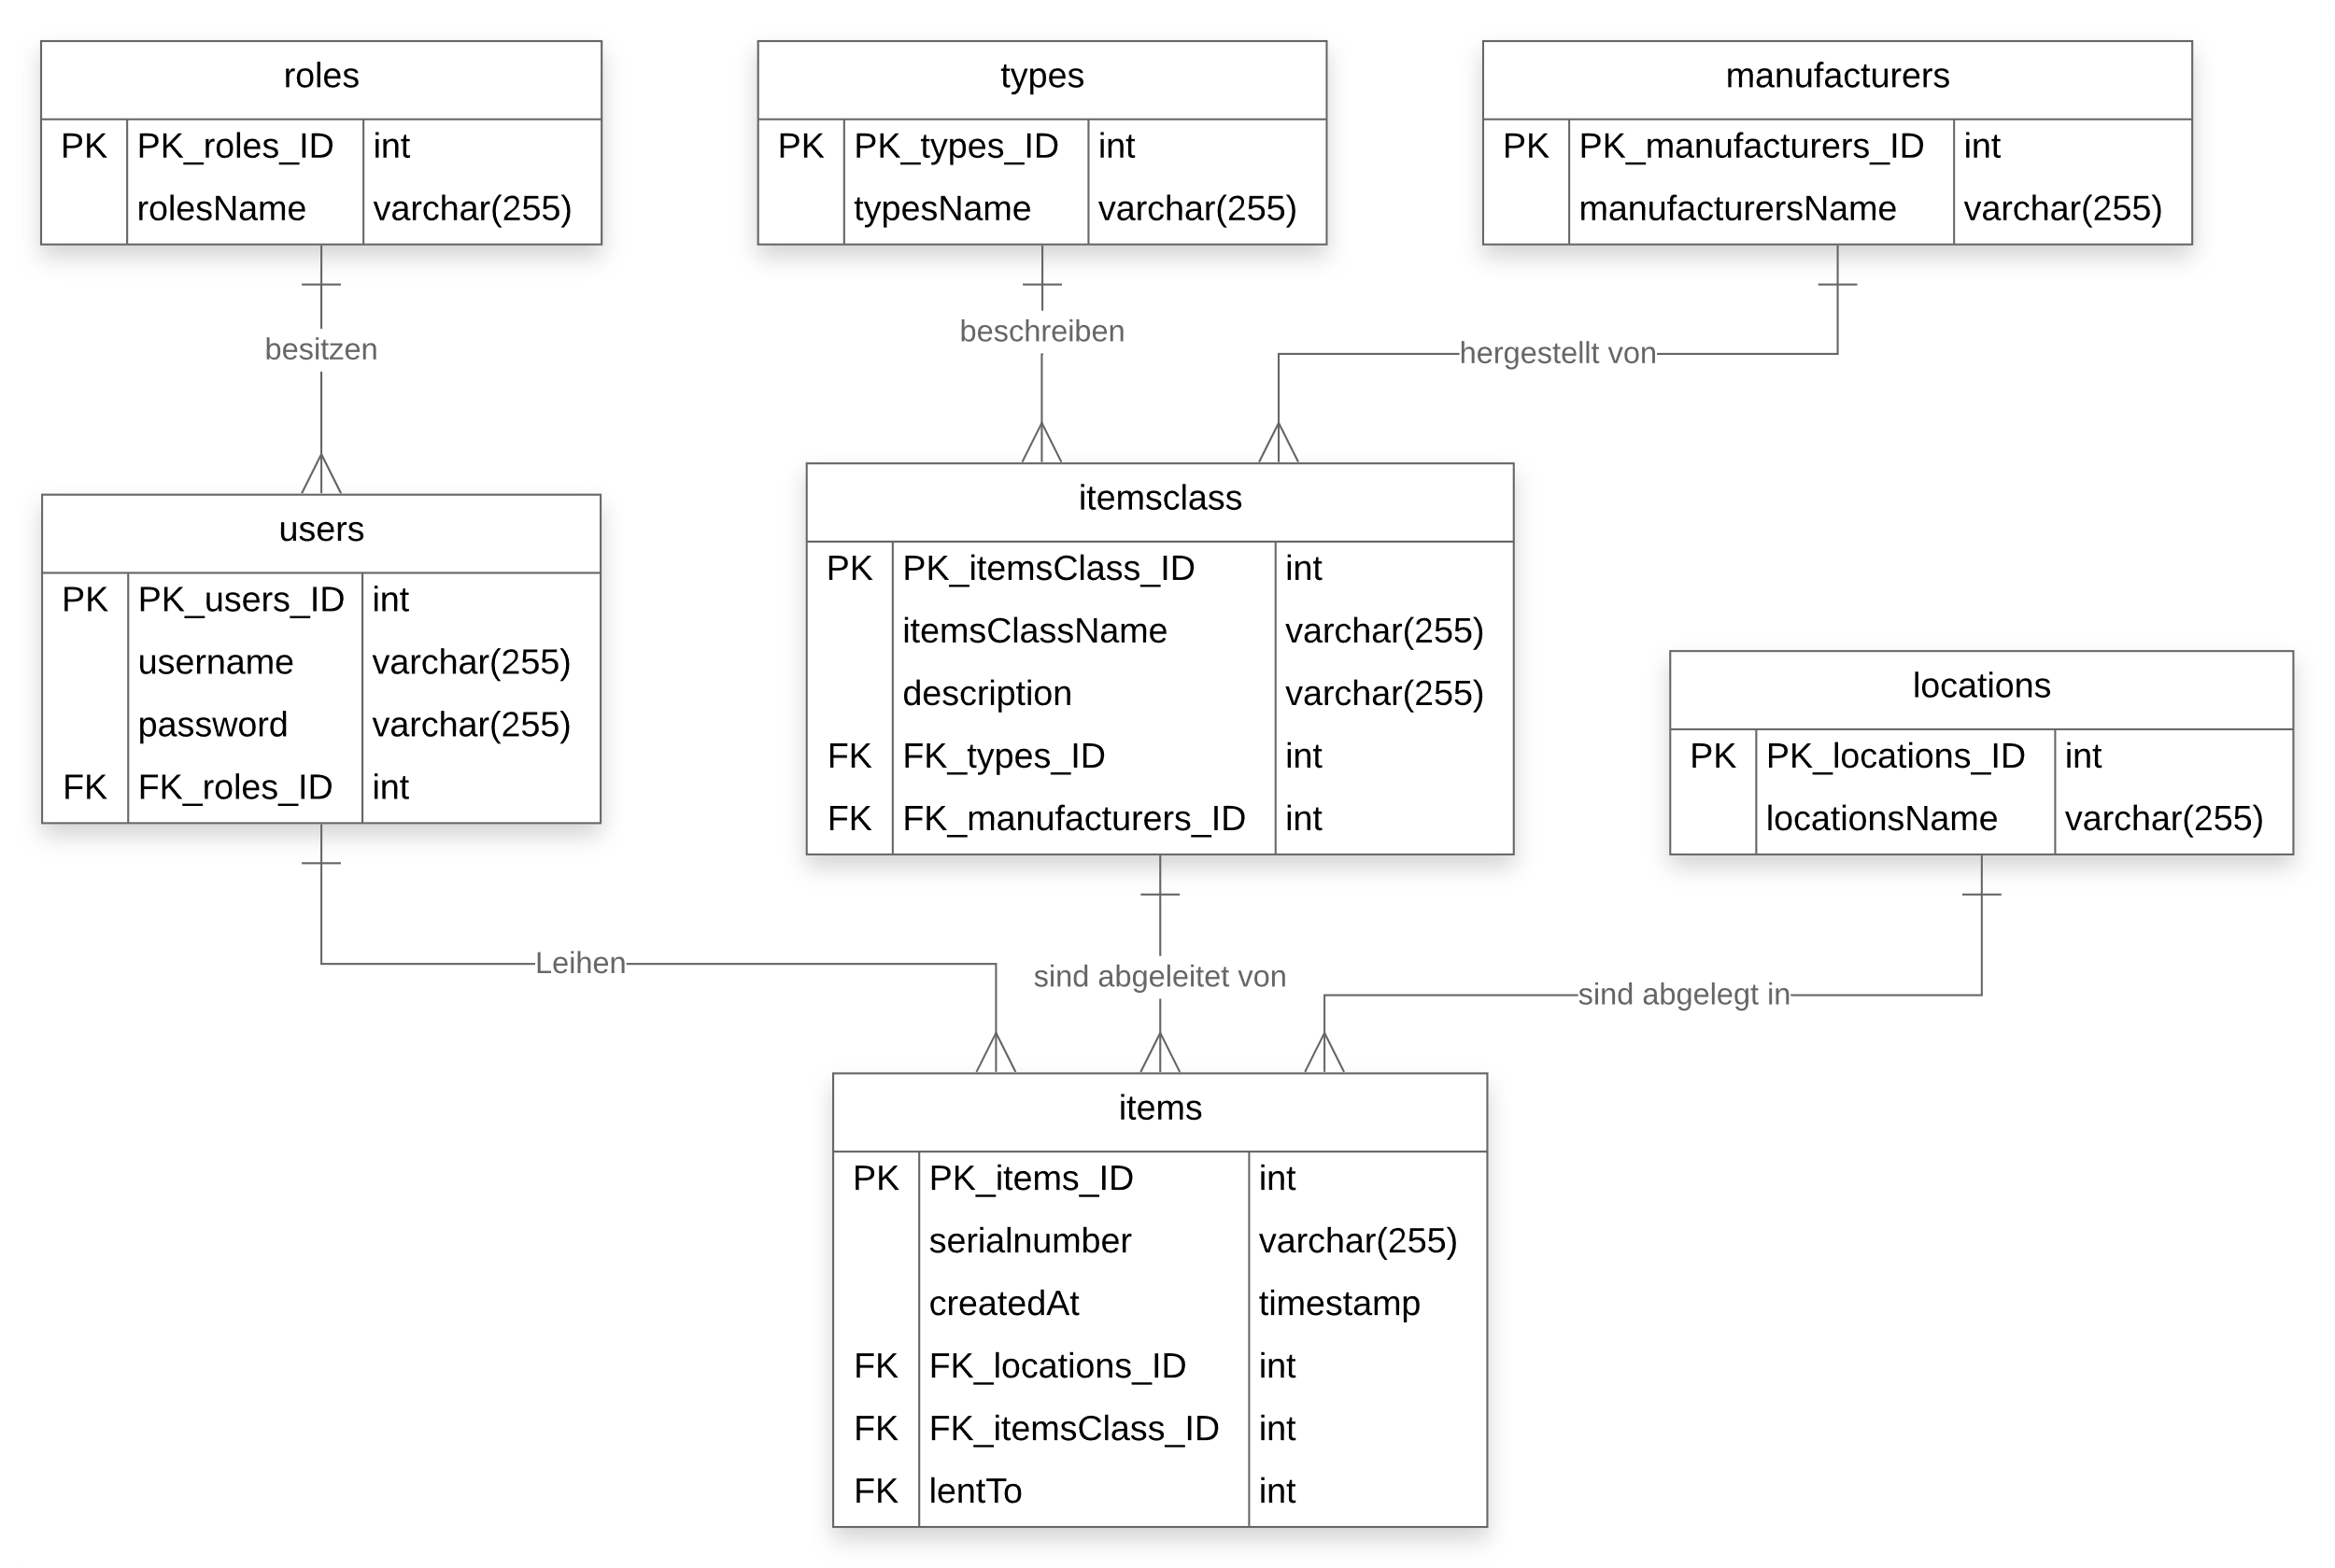 roles
PK PK_roles_ID int
rolesName varchar(255)
types
PK PK_types_ID int
typesName varchar(255)
manufacturers
PK PK_manufacturers_ID int
manufacturersName varchar(255)
besitzen
beschreiben
hergestellt von
users
PK PK_users_ID int
username varchar(255)
password varchar(255)
FK FK_roles_ID int
itemsclass
PK PK_itemsClass_ID int
itemsClassName varchar(255)
description varchar(255)
FK FK_types_ID int
FK FK_manufacturers_ID int
locations
PK PK_locations_ID int
locationsName varchar(255)
Leihen
sind abgeleitet von
sind abgelegt in
items
PK PK_items_ID int
serialnumber varchar(255)
createdAt timestamp
FK FK_locations_ID int
FK FK_itemsClass_ID int
FK lentTo int